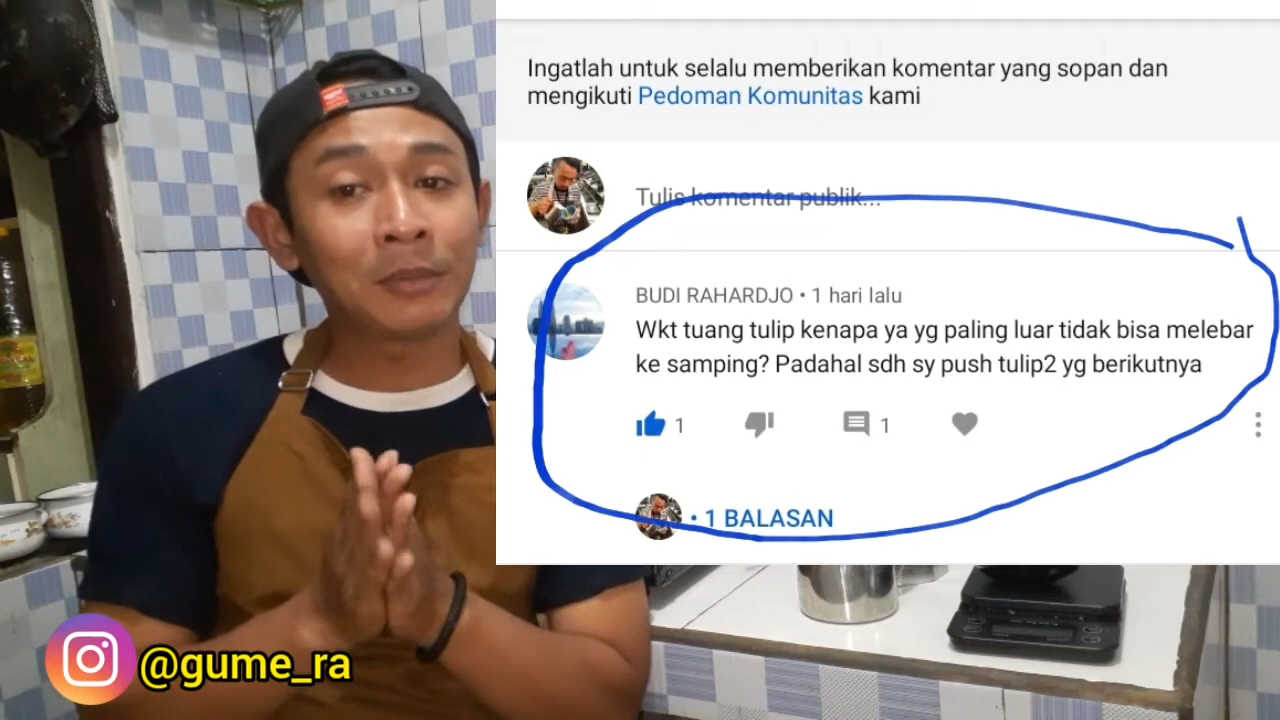 Ingatlah untuk selalu memberikan komentar yang sopan dan
mengikuti Pedoman Komunitas kami
Tulis komentar publik...
BUDI RAHARDJO • 1 hari lalu
Wkt tuang tulip kenapa ya yg paling luar tidak bisa melebar
ke samping? Padahal sdh sy push tulip2 yg berikutnya
1
1
• 1 BALASAN
@gume_ra